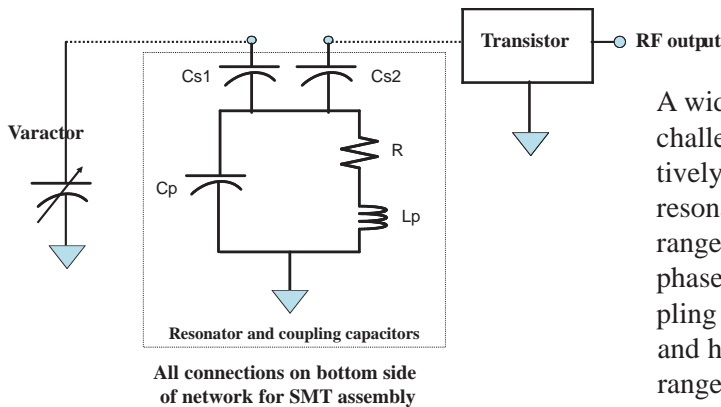 Transistor
RF output
Cs1
Cs2
Varactor
R
Cp
Lp
Resonator and coupling capacitors
All connections on bottom side
of network for SMT assembly
A wid
challe
tively
reson
range
phase
pling
and h
range